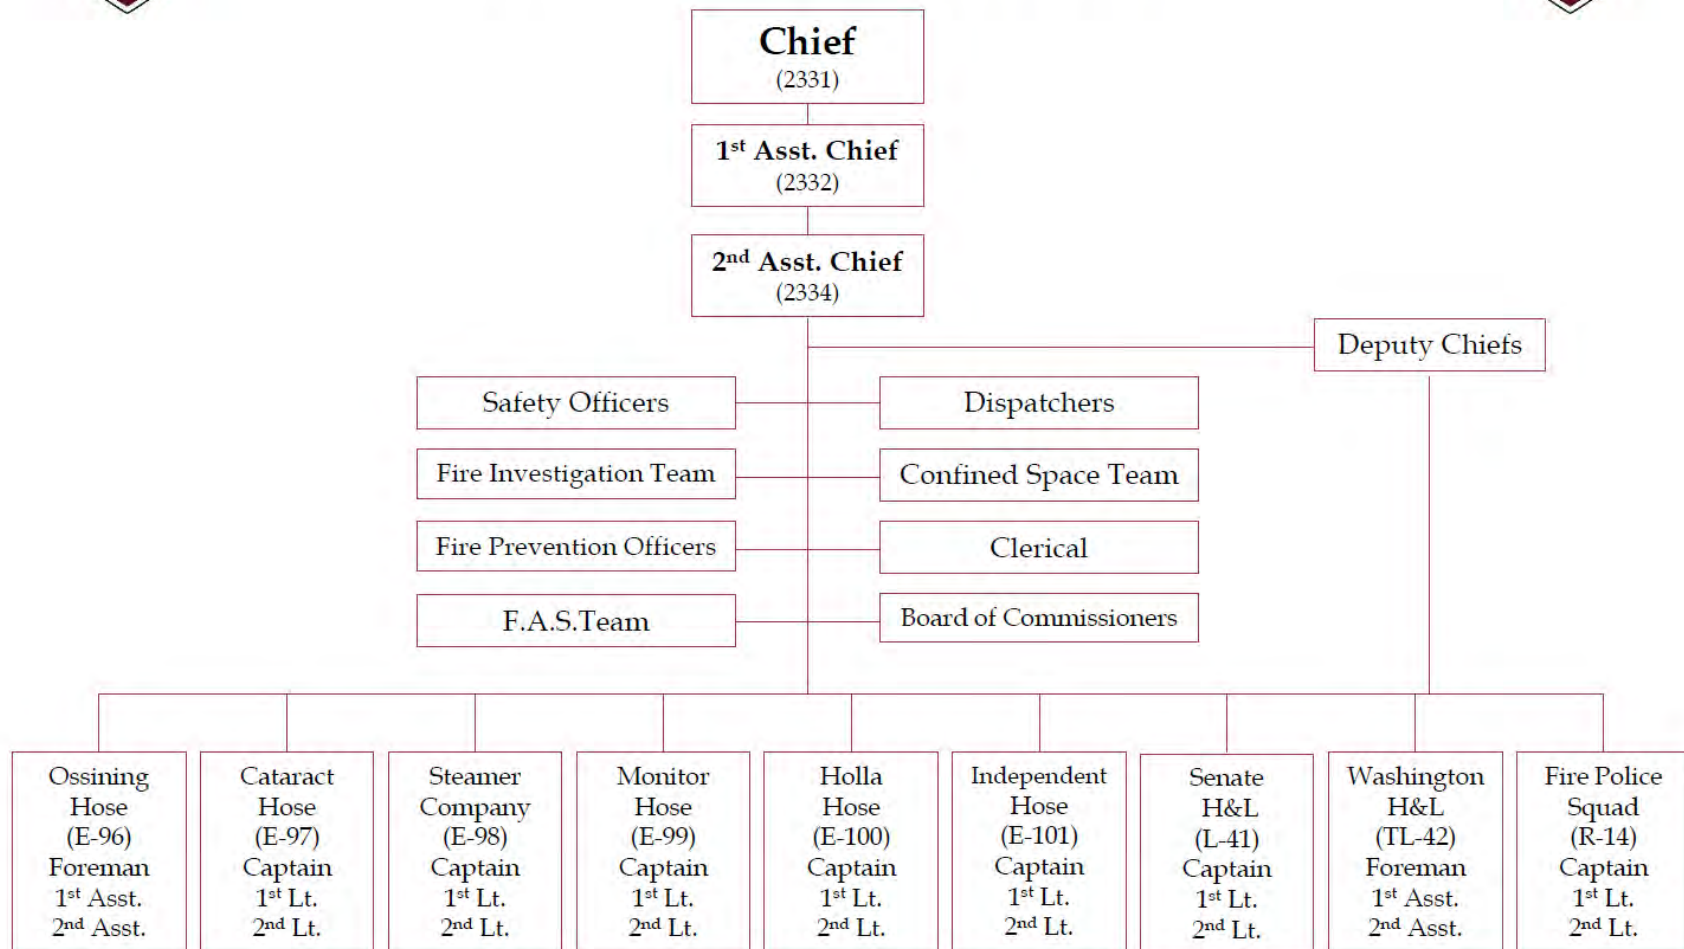 Chief
(2331)
1st Asst. Chief
(2332)
2nd Asst. Chief
(2334)
Deputy Chiefs
Safety Officers
Dispatchers
Fire Investigation Team
Confined Space Team
Fire Prevention Officers
Clerical
F.A.S.Team
Board of Commissioners
Ossining
Hose
(E-96)
Foreman
1st Asst.
2nd Asst.
Cataract
Hose
(E-97)
Captain
1st Lt.
2nd Lt.
Steamer
Company
(E-98)
Captain
1st Lt.
2nd Lt.
Monitor
Hose
(E-99)
Captain
1st Lt.
2nd Lt.
Holla
Hose
(E-100)
Captain
1st Lt.
2nd Lt.
Independent
Hose
(E-101)
Captain
1st Lt.
2nd Lt.
Senate
H&L
(L-41)
Captain
1st Lt.
2nd Lt.
Washington
H&L
(TL-42)
Foreman
1st Asst.
2nd Asst.
Fire Police
Squad
(R-14)
Captain
1st Lt.
2nd Lt.